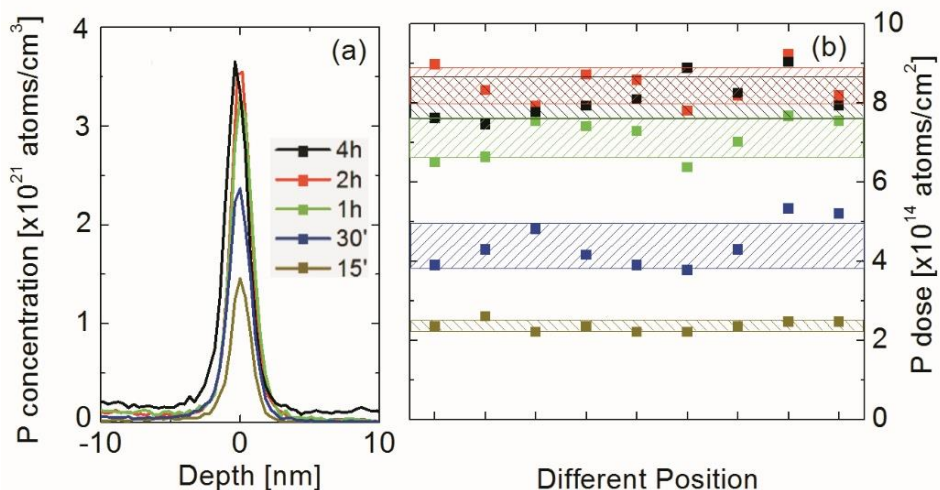 (a)
P concentration [x10²¹ atoms/cm³]
4
3
2
1
0
-10
0
10
Depth [nm]
4h
2h
1h
30'
15'
(b)
10
8
6
4
2
0
P dose [x10¹⁴ atoms/cm²]
Different Position